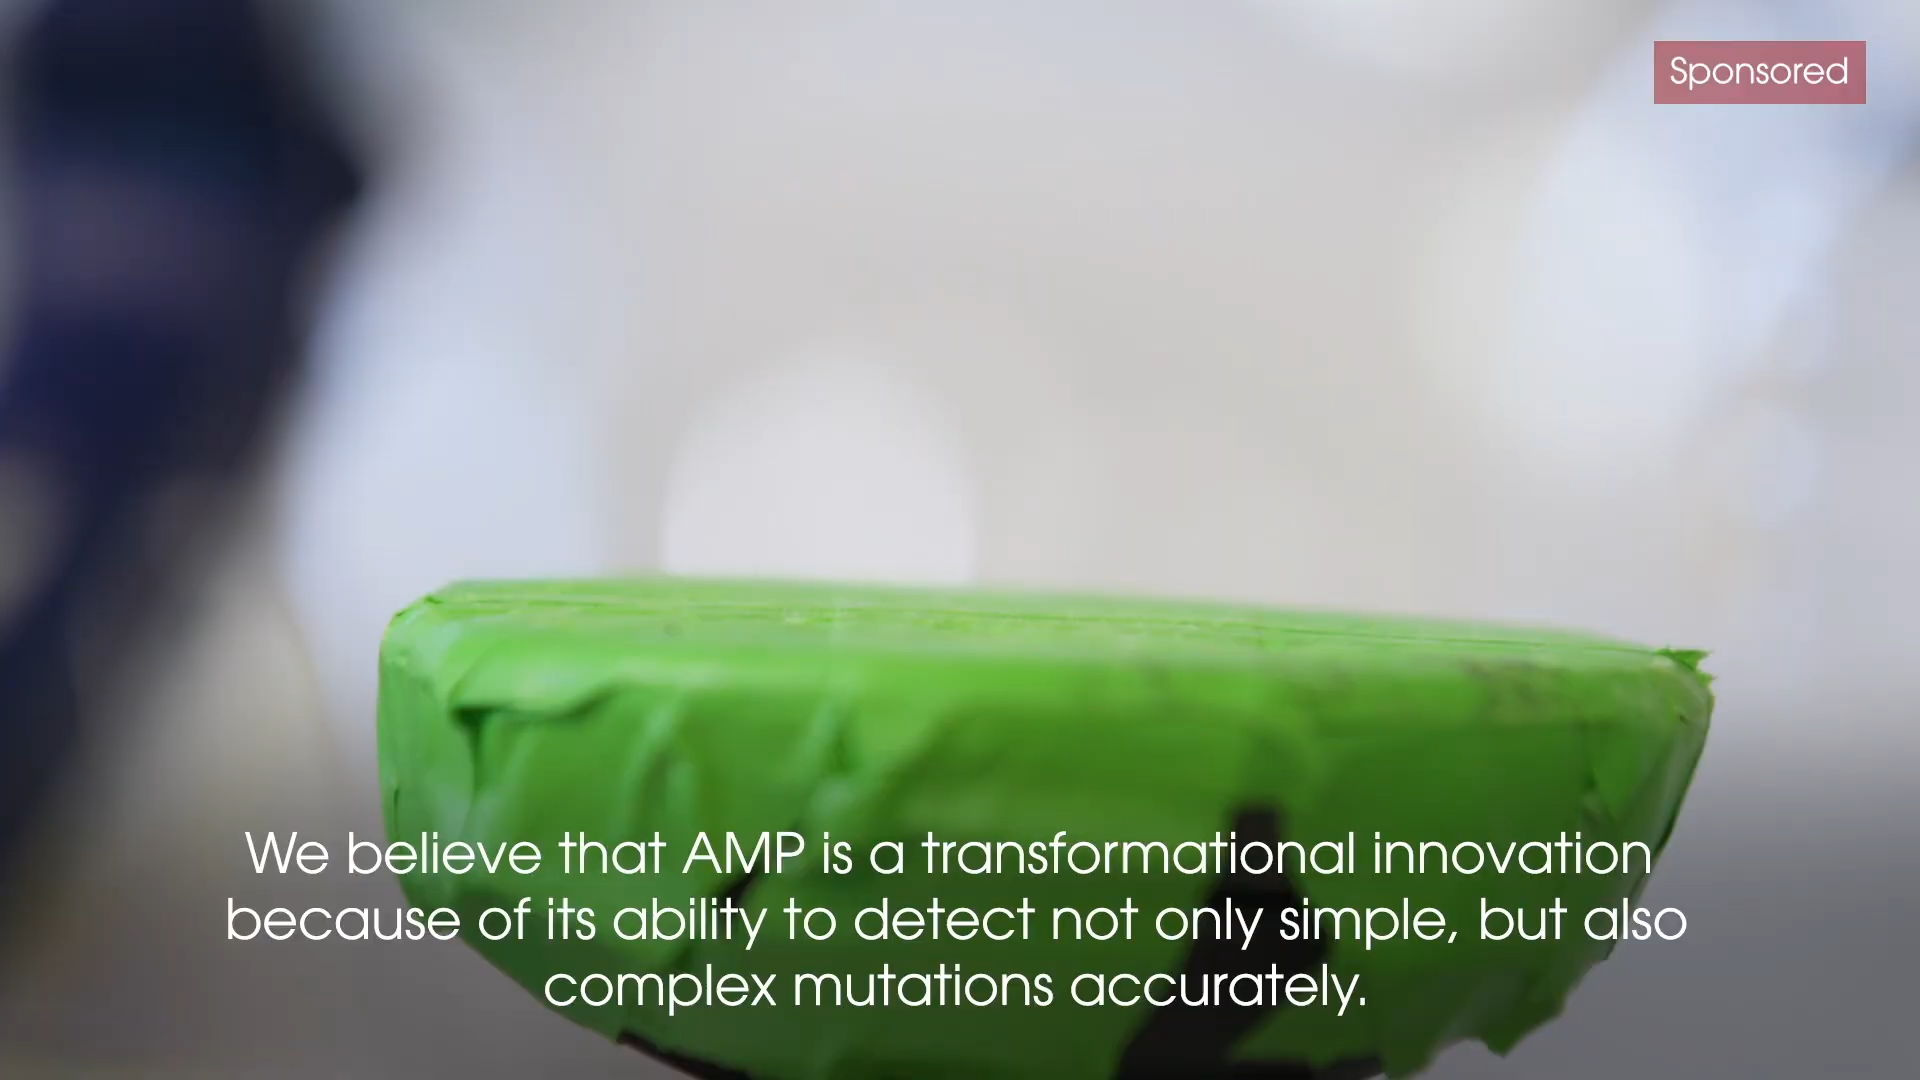 Sponsored
We believe that AMP is a transformational innovation
because of its ability to detect not only simple, but also
complex mutations accurately.